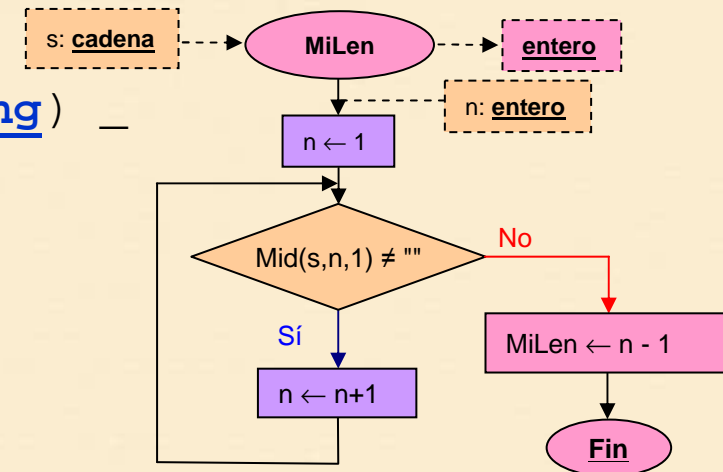 s: cadena
MiLen
entero
ng) _
n: entero
n ← 1
Mid(s,n,1) ≠ ""
No
Sí
MiLen ← n - 1
n ← n+1
Fin